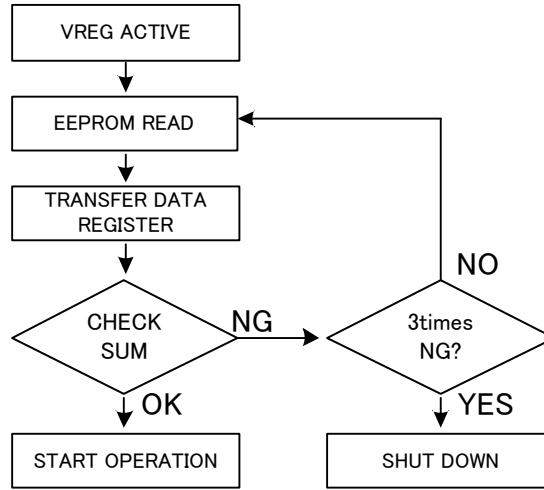 VREG ACTIVE
EEPROM READ
TRANSFER DATA
REGISTER
NO
CHECK
SUM
NG
3times
NG?
OK
YES
START OPERATION
SHUT DOWN